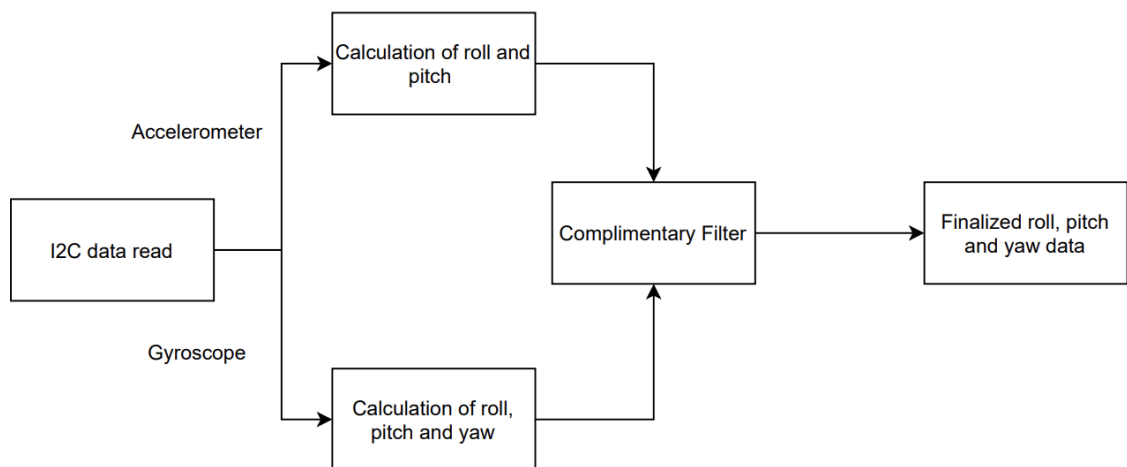 Calculation of roll and
pitch
Accelerometer
I2C data read
Complimentary Filter
Finalized roll, pitch
and yaw data
Gyroscope
Calculation of roll,
pitch and yaw